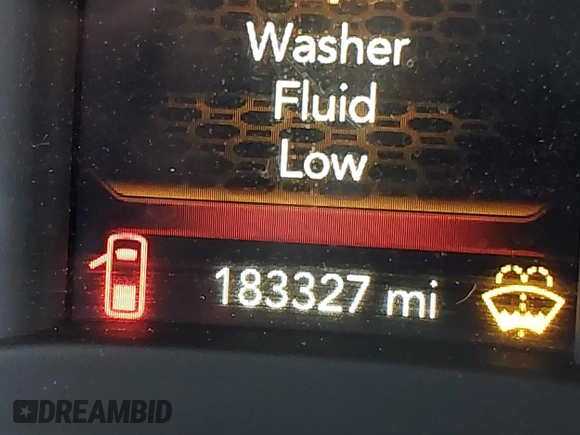 Washer
Fluid
Low
183327 mi
DREAMBID